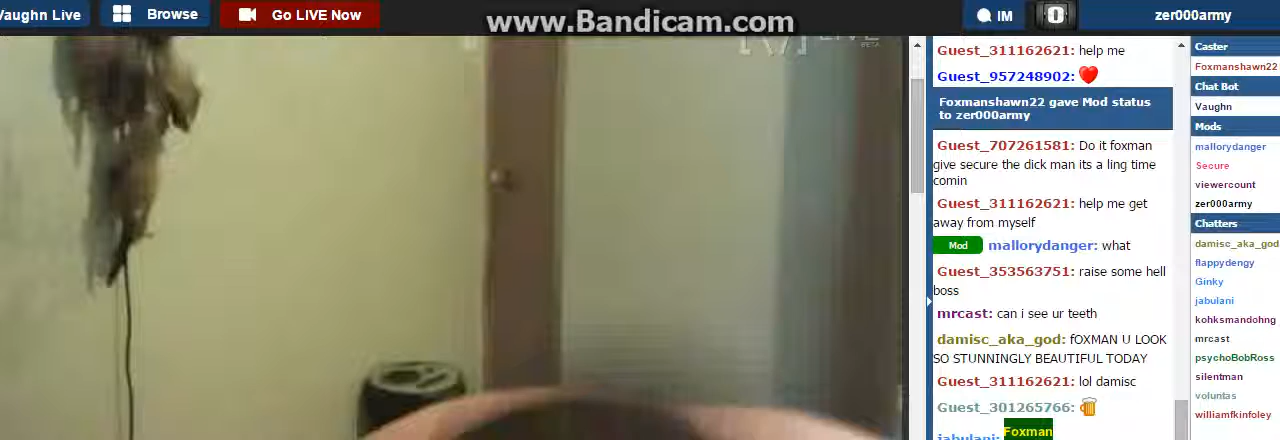 Vaughn Live
Browse
Go LIVE Now
www.Bandicam.com
IM
0
zer000army
LIVE
BETA
Guest_311162621: help me
Guest_957248902:
Foxmanshawn22 gave Mod status
to zer000army
Guest_707261581: Do it foxman
give secure the dick man its a ling time
comin
Guest_311162621: help me get
away from myself
Mod mallorydanger: what
Guest_353563751: raise some hell
boss
mrcast: can i see ur teeth
damisc_aka_god: fOXMAN U LOOK
SO STUNNINGLY BEAUTIFUL TODAY
Guest_311162621: lol damisc
Guest_301265766:
jabulani: Foxman
Caster
Foxmanshawn22
Chat Bot
Vaughn
Mods
mallorydanger
Secure
viewercount
zer000army
Chatters
damisc_aka_god
flappydengy
Ginky
jabulani
kohksmandohng
mrcast
psychoBobRoss
silentman
voluntas
williamfkinfoley